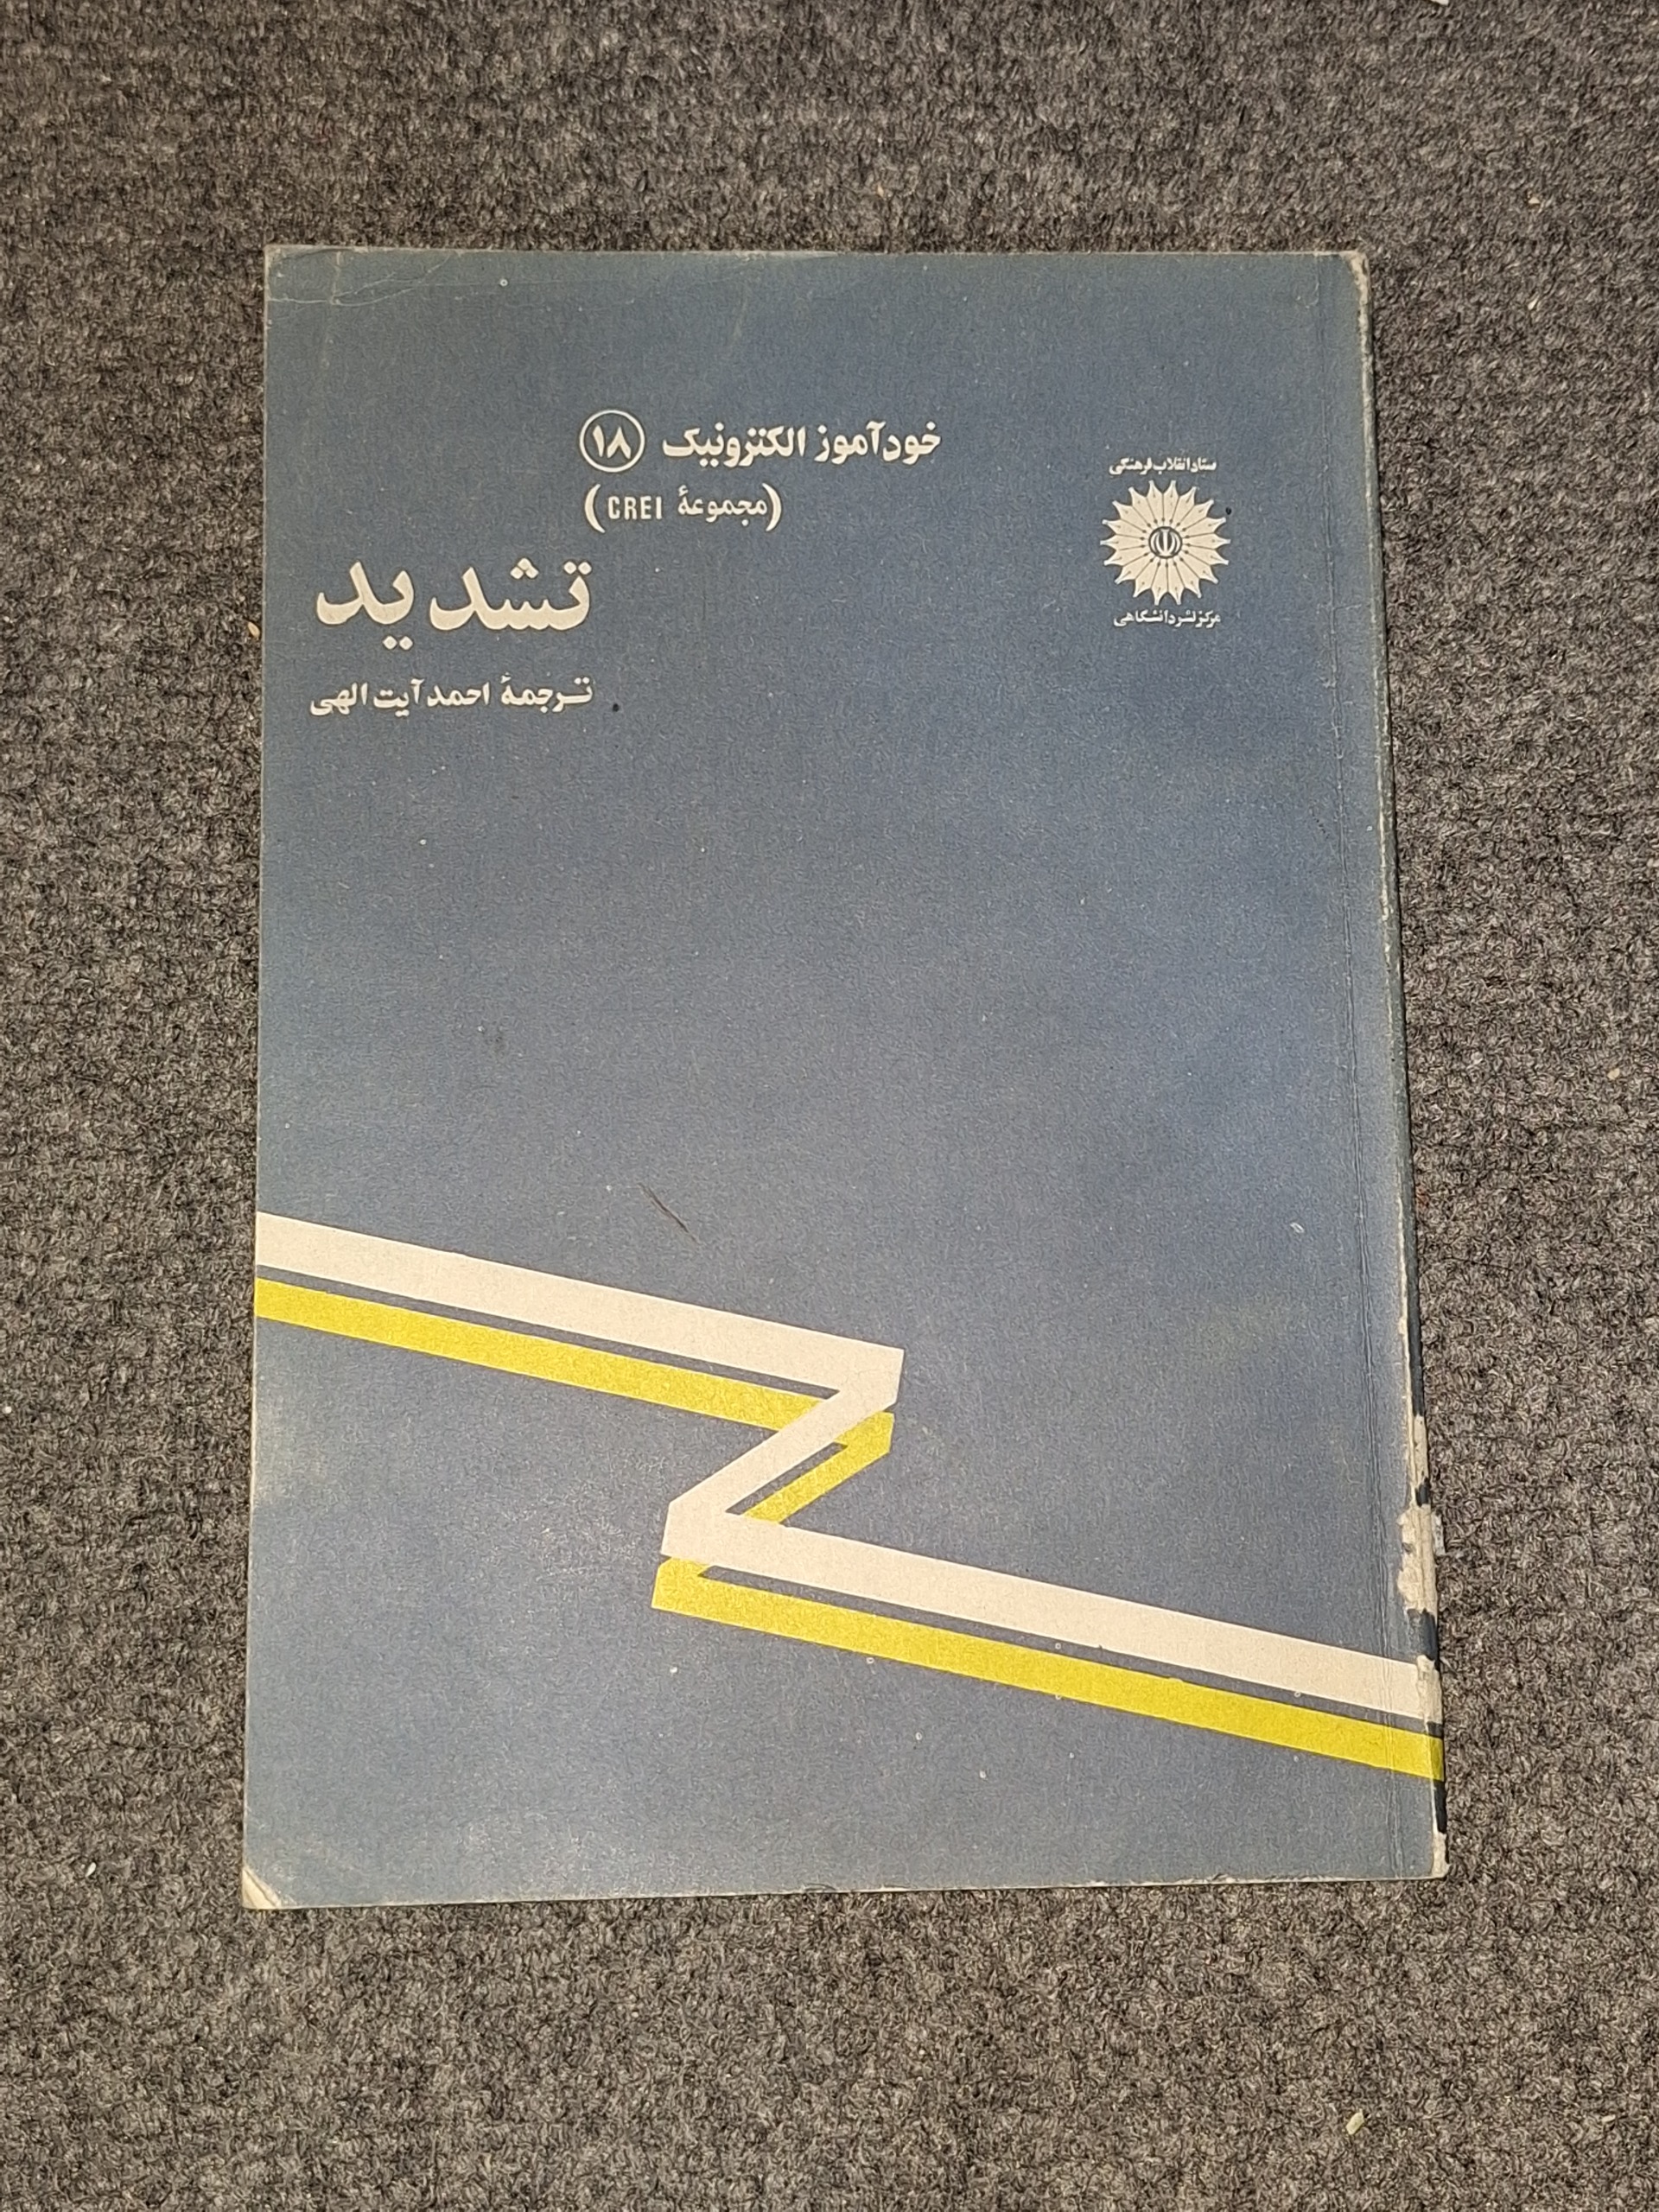 خودآموز الکترونیک ۱۸
(مجموعهٔ CREI)
تشدید
ترجمهٔ احمد آیت‌الهی
ستاد انقلاب فرهنگی
مرکز نشر دانشگاهی